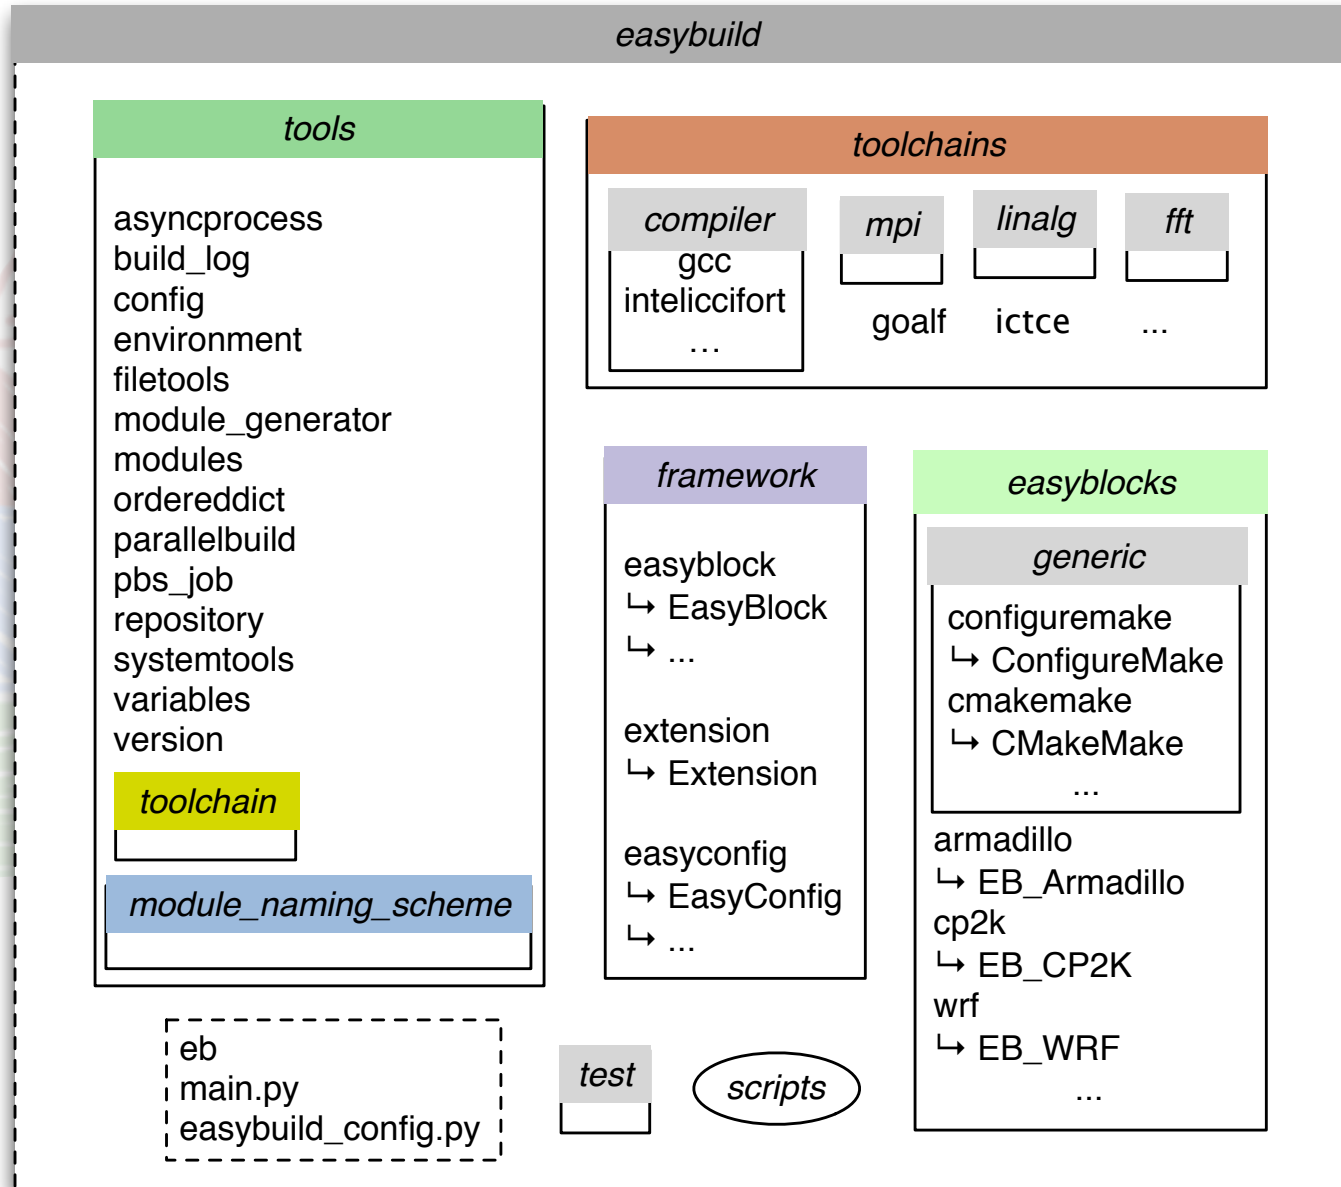 easybuild
tools
asyncprocess
build_log
config
environment
filetools
module_generator
modules
ordereddict
parallelbuild
pbs_job
repository
systemtools
variables
version
toolchain
module_naming_scheme
toolchains
compiler
gcc
inteliccifort
...
mpi
linalg
fft
goalf
ictce
...
framework
easyblock
↳ EasyBlock
↳ ...
extension
↳ Extension
easyconfig
↳ EasyConfig
↳ ...
easyblocks
generic
configuremake
↳ ConfigureMake
cmakemake
↳ CMakeMake
...
armadillo
↳ EB_Armadillo
cp2k
↳ EB_CP2K
wrf
↳ EB_WRF
...
eb
main.py
easybuild_config.py
test
scripts